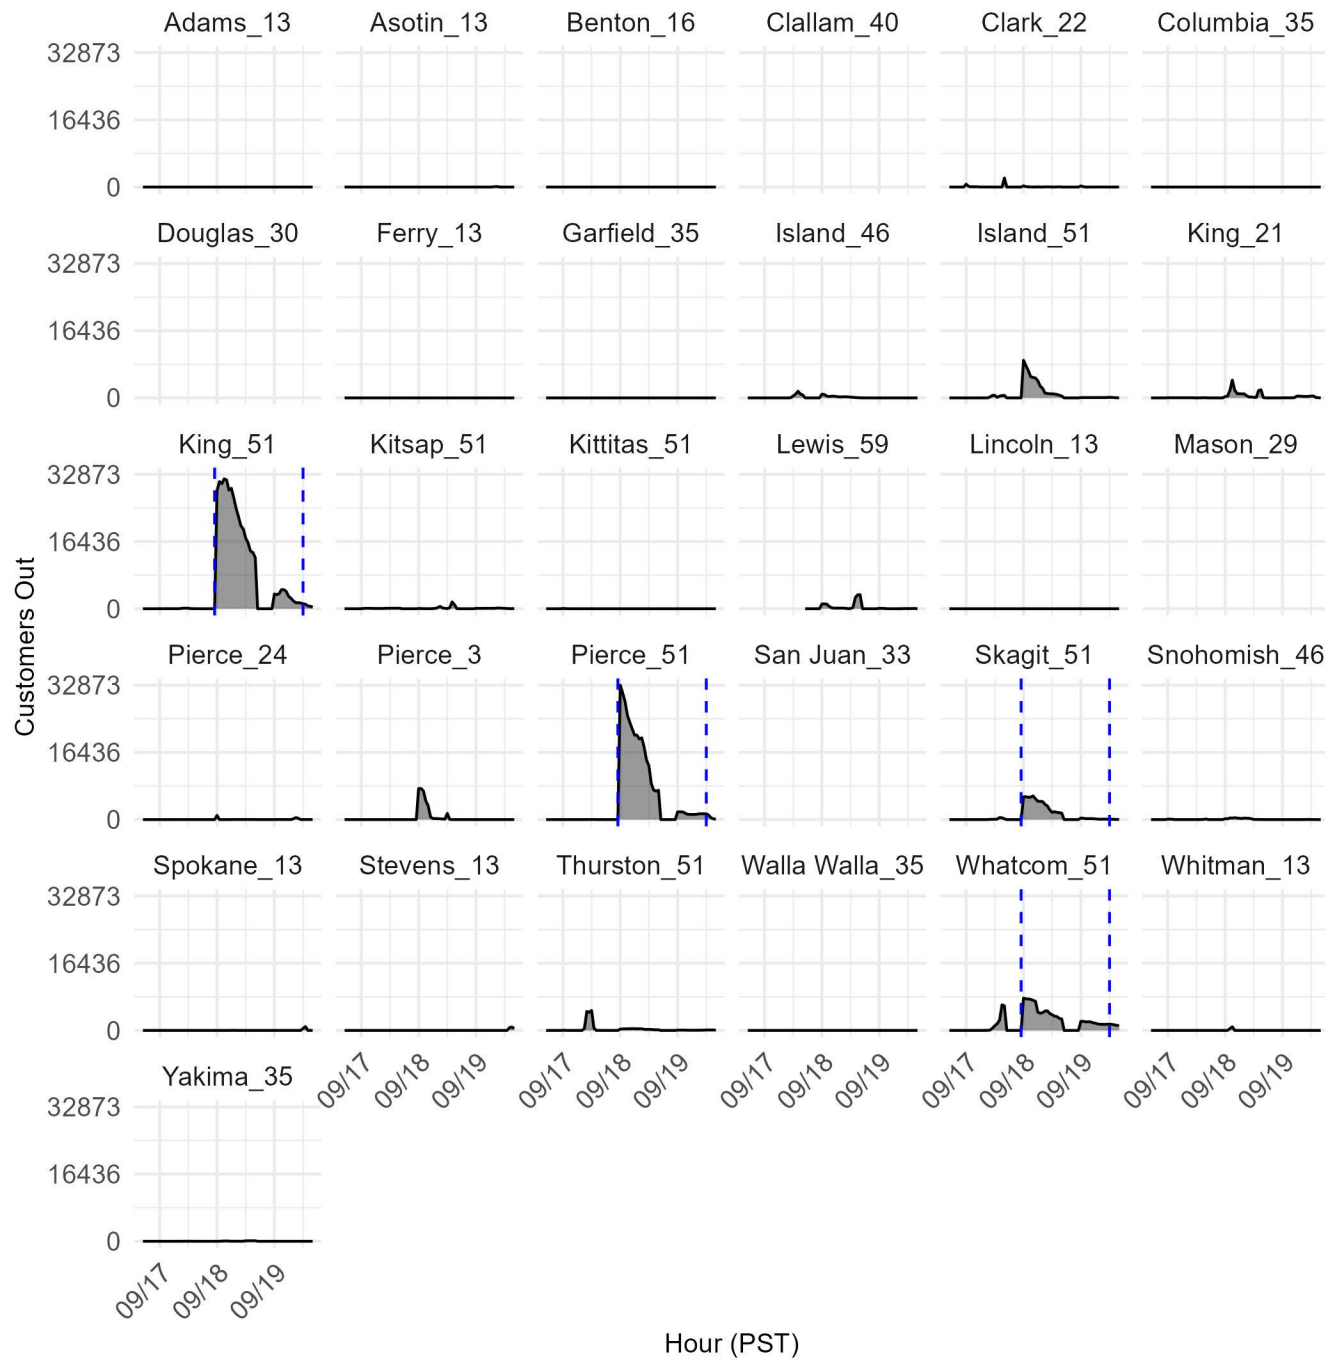 Adams_13 Asotin_13 Benton_16 Clallam_40 Clark_22 Columbia_35
32873
16436
0
Douglas_30 Ferry_13 Garfield_35 Island_46 Island_51 King_21
32873
16436
0
King_51 Kitsap_51 Kittitas_51 Lewis_59 Lincoln_13 Mason_29
32873
16436
0
Pierce_24 Pierce_3 Pierce_51 San Juan_33 Skagit_51 Snohomish_46
32873
16436
0
Spokane_13 Stevens_13 Thurston_51 Walla Walla_35 Whatcom_51 Whitman_13
32873
16436
0
09/17 09/18 09/19 09/17 09/18 09/19 09/17 09/18 09/19 09/17 09/18 09/19 09/17 09/18 09/19
Yakima_35
32873
16436
0
09/17 09/18 09/19
Customers Out
Hour (PST)